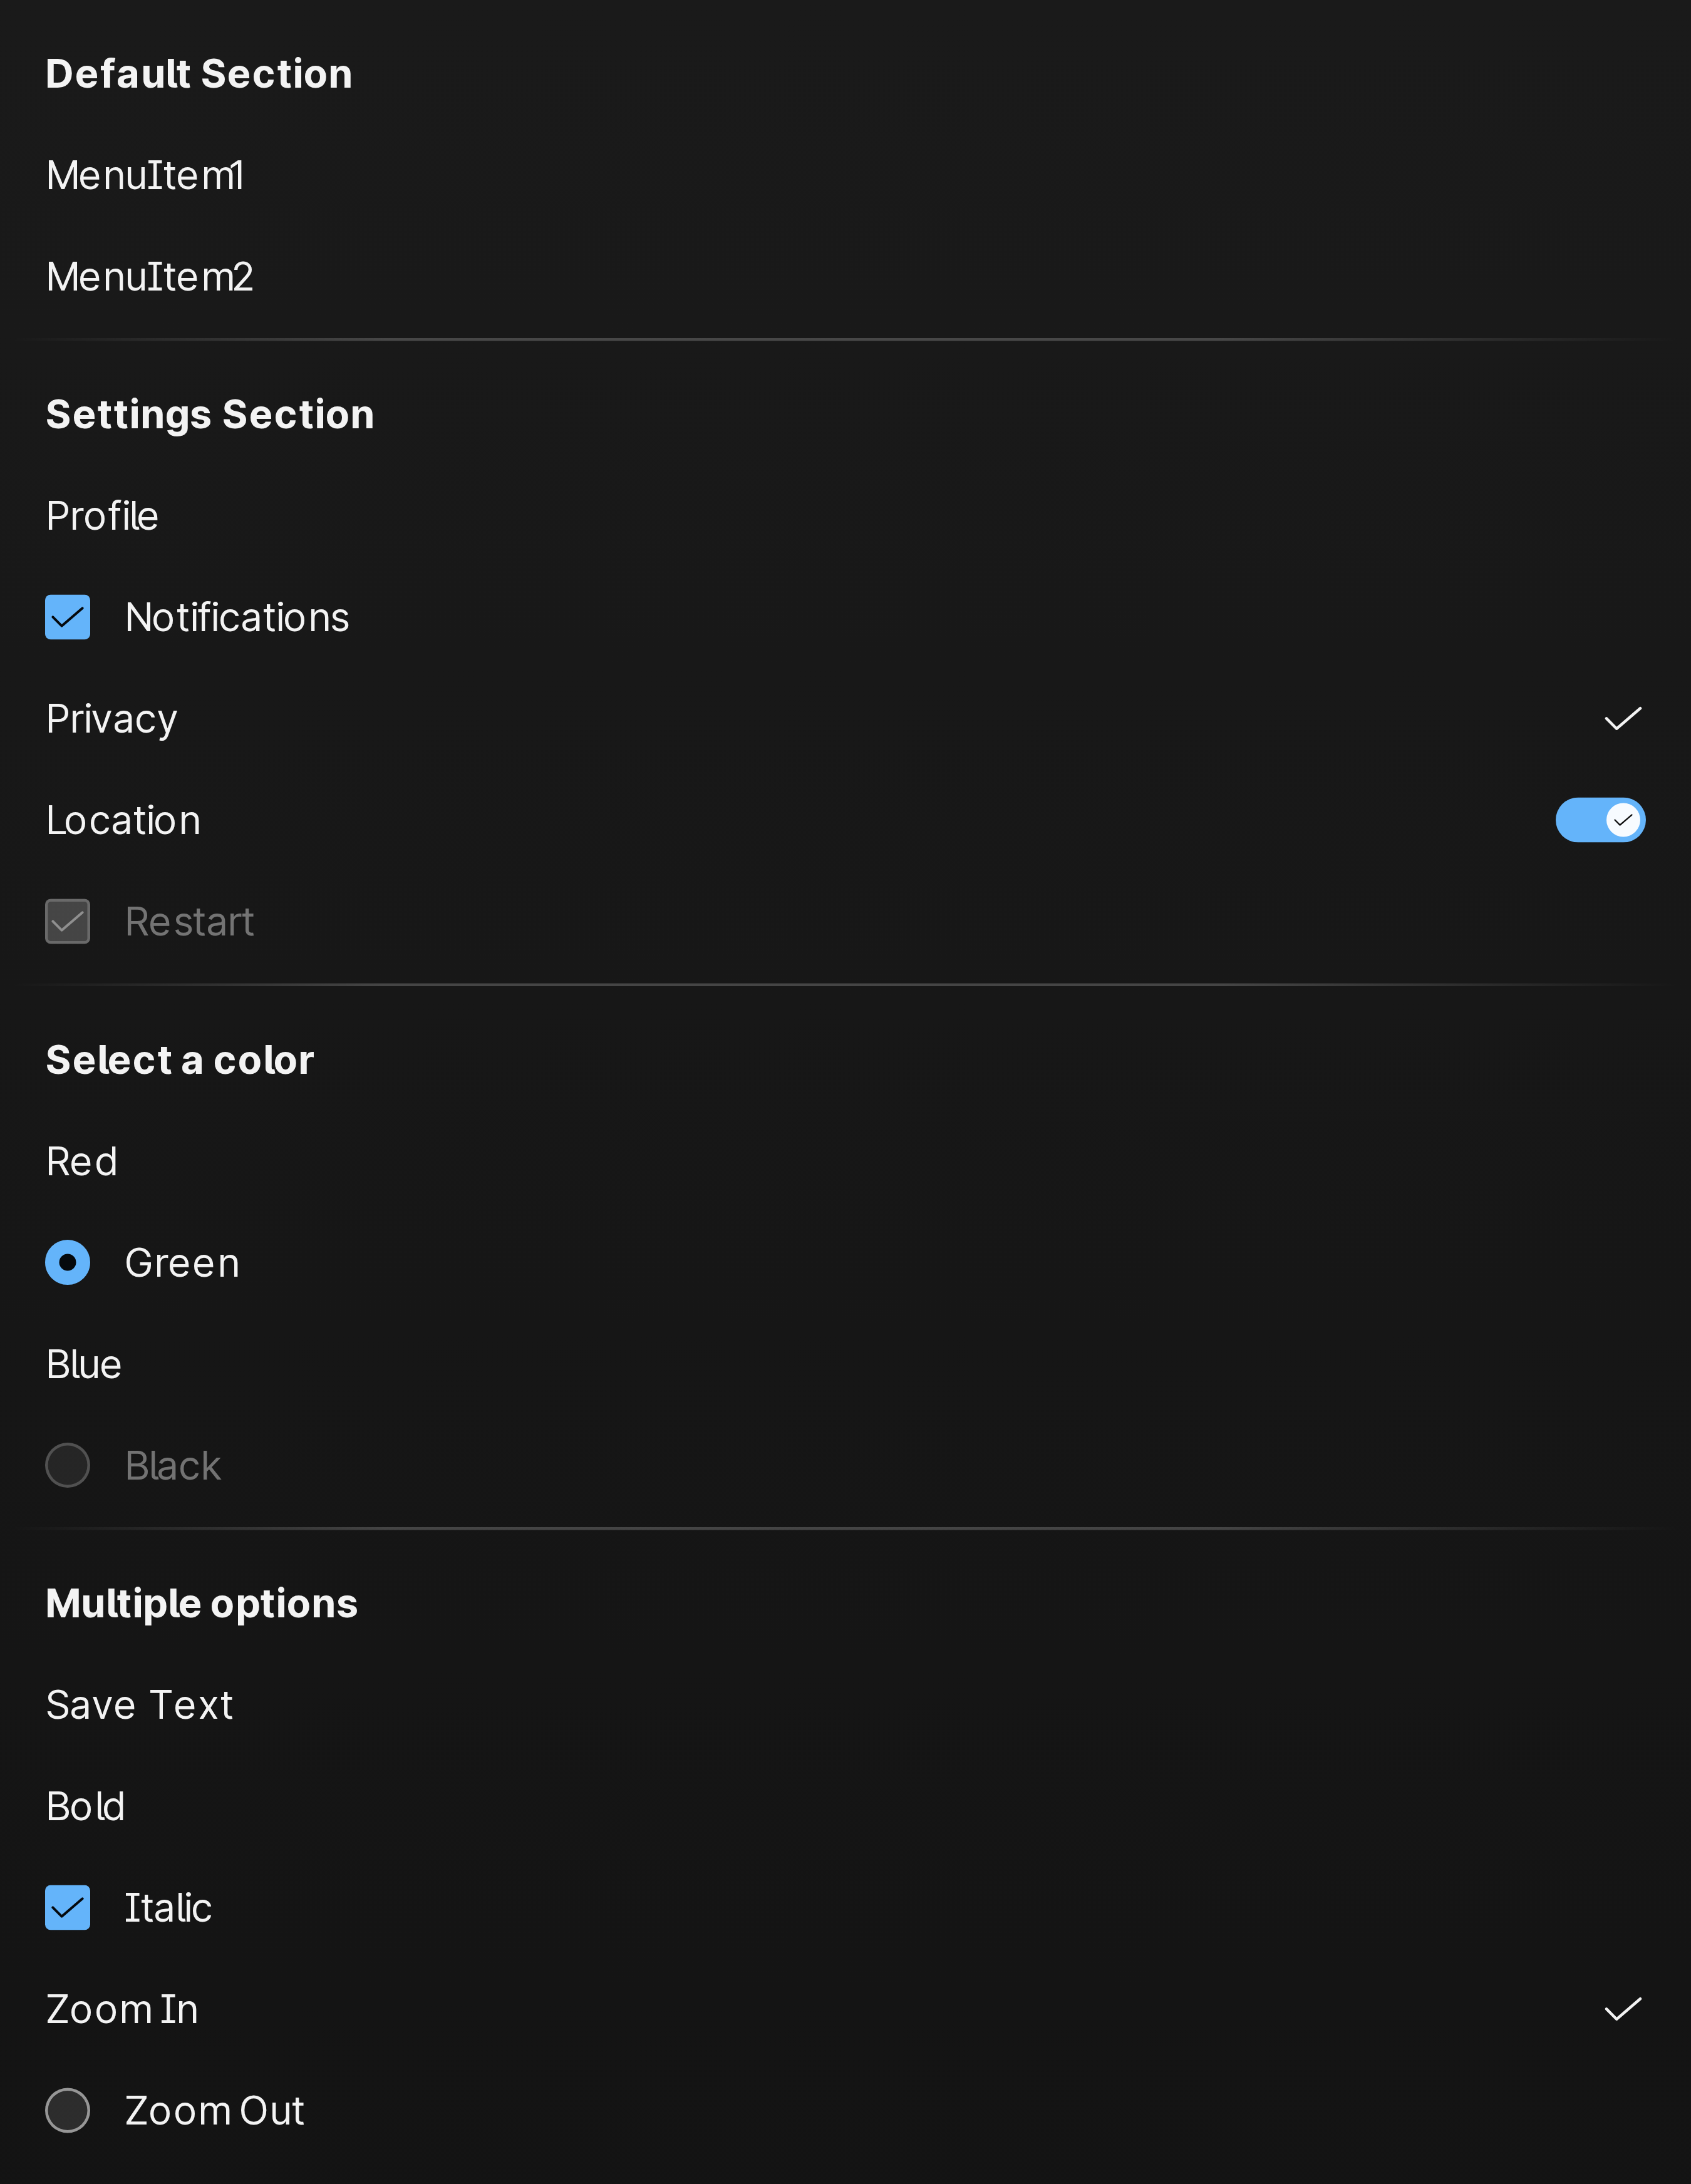 Default Section
MenuItem1
MenuItem2
Settings Section
Profile
Notifications
Privacy
Location
Restart
Select a color
Red
Green
Blue
Black
Multiple options
Save Text
Bold
Italic
Zoom In
Zoom Out